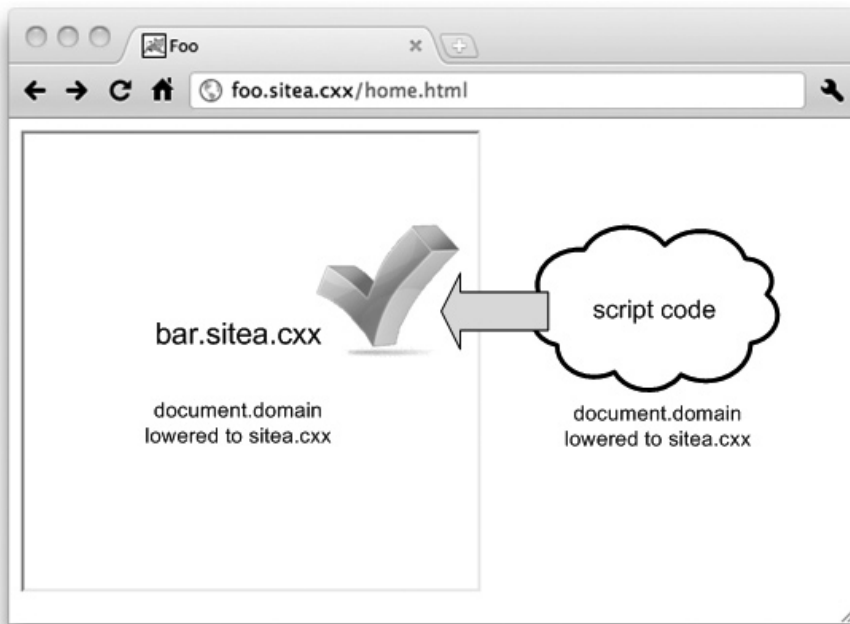 Foo
foo.sitea.cxx/home.html
bar.sitea.cxx
document.domain
lowered to sitea.cxx
script code
document.domain
lowered to sitea.cxx